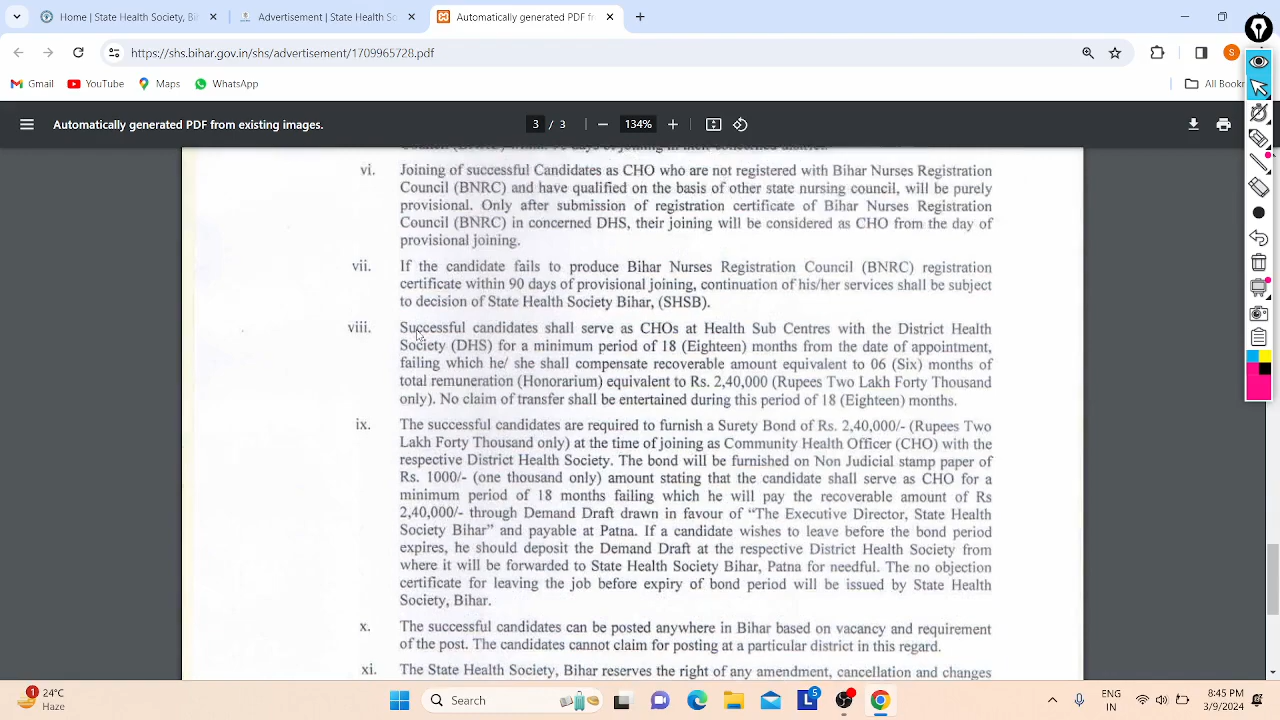 Home | State Health Society, Bi
Advertisement | State Health So
Automatically generated PDF fro
https://shs.bihar.gov.in/shs/advertisement/1709965728.pdf
S
Gmail
YouTube
Maps
WhatsApp
All Book
Automatically generated PDF from existing images.
3 / 3
134%
vi. Joining of successful Candidates as CHO who are not registered with Bihar Nurses Registration
Council (BNRC) and have qualified on the basis of other state nursing council, will be purely
provisional. Only after submission of registration certificate of Bihar Nurses Registration
Council (BNRC) in concerned DHS, their joining will be considered as CHO from the day of
provisional joining.
vii. If the candidate fails to produce Bihar Nurses Registration Council (BNRC) registration
certificate within 90 days of provisional joining, continuation of his/her services shall be subject
to decision of State Health Society Bihar, (SHSB).
viii. Successful candidates shall serve as CHOs at Health Sub Centres with the District Health
Society (DHS) for a minimum period of 18 (Eighteen) months from the date of appointment,
failing which he/ she shall compensate recoverable amount equivalent to 06 (Six) months of
total remuneration (Honorarium) equivalent to Rs. 2,40,000 (Rupees Two Lakh Forty Thousand
only). No claim of transfer shall be entertained during this period of 18 (Eighteen) months.
ix. The successful candidates are required to furnish a Surety Bond of Rs. 2,40,000/- (Rupees Two
Lakh Forty Thousand only) at the time of joining as Community Health Officer (CHO) with the
respective District Health Society. The bond will be furnished on Non Judicial stamp paper of
Rs. 1000/- (one thousand only) amount stating that the candidate shall serve as CHO for a
minimum period of 18 months failing which he will pay the recoverable amount of Rs
2,40,000/- through Demand Draft drawn in favour of "The Executive Director, State Health
Society Bihar" and payable at Patna. If a candidate wishes to leave before the bond period
expires, he should deposit the Demand Draft at the respective District Health Society from
where it will be forwarded to State Health Society Bihar, Patna for needful. The no objection
certificate for leaving the job before expiry of bond period will be issued by State Health
Society, Bihar.
x. The successful candidates can be posted anywhere in Bihar based on vacancy and requirement
of the post. The candidates cannot claim for posting at a particular district in this regard.
xi. The State Health Society, Bihar reserves the right of any amendment, cancellation and changes
1
24°C
Haze
Search
L
5
ENG
IN
8:45 PM
3/9/2024